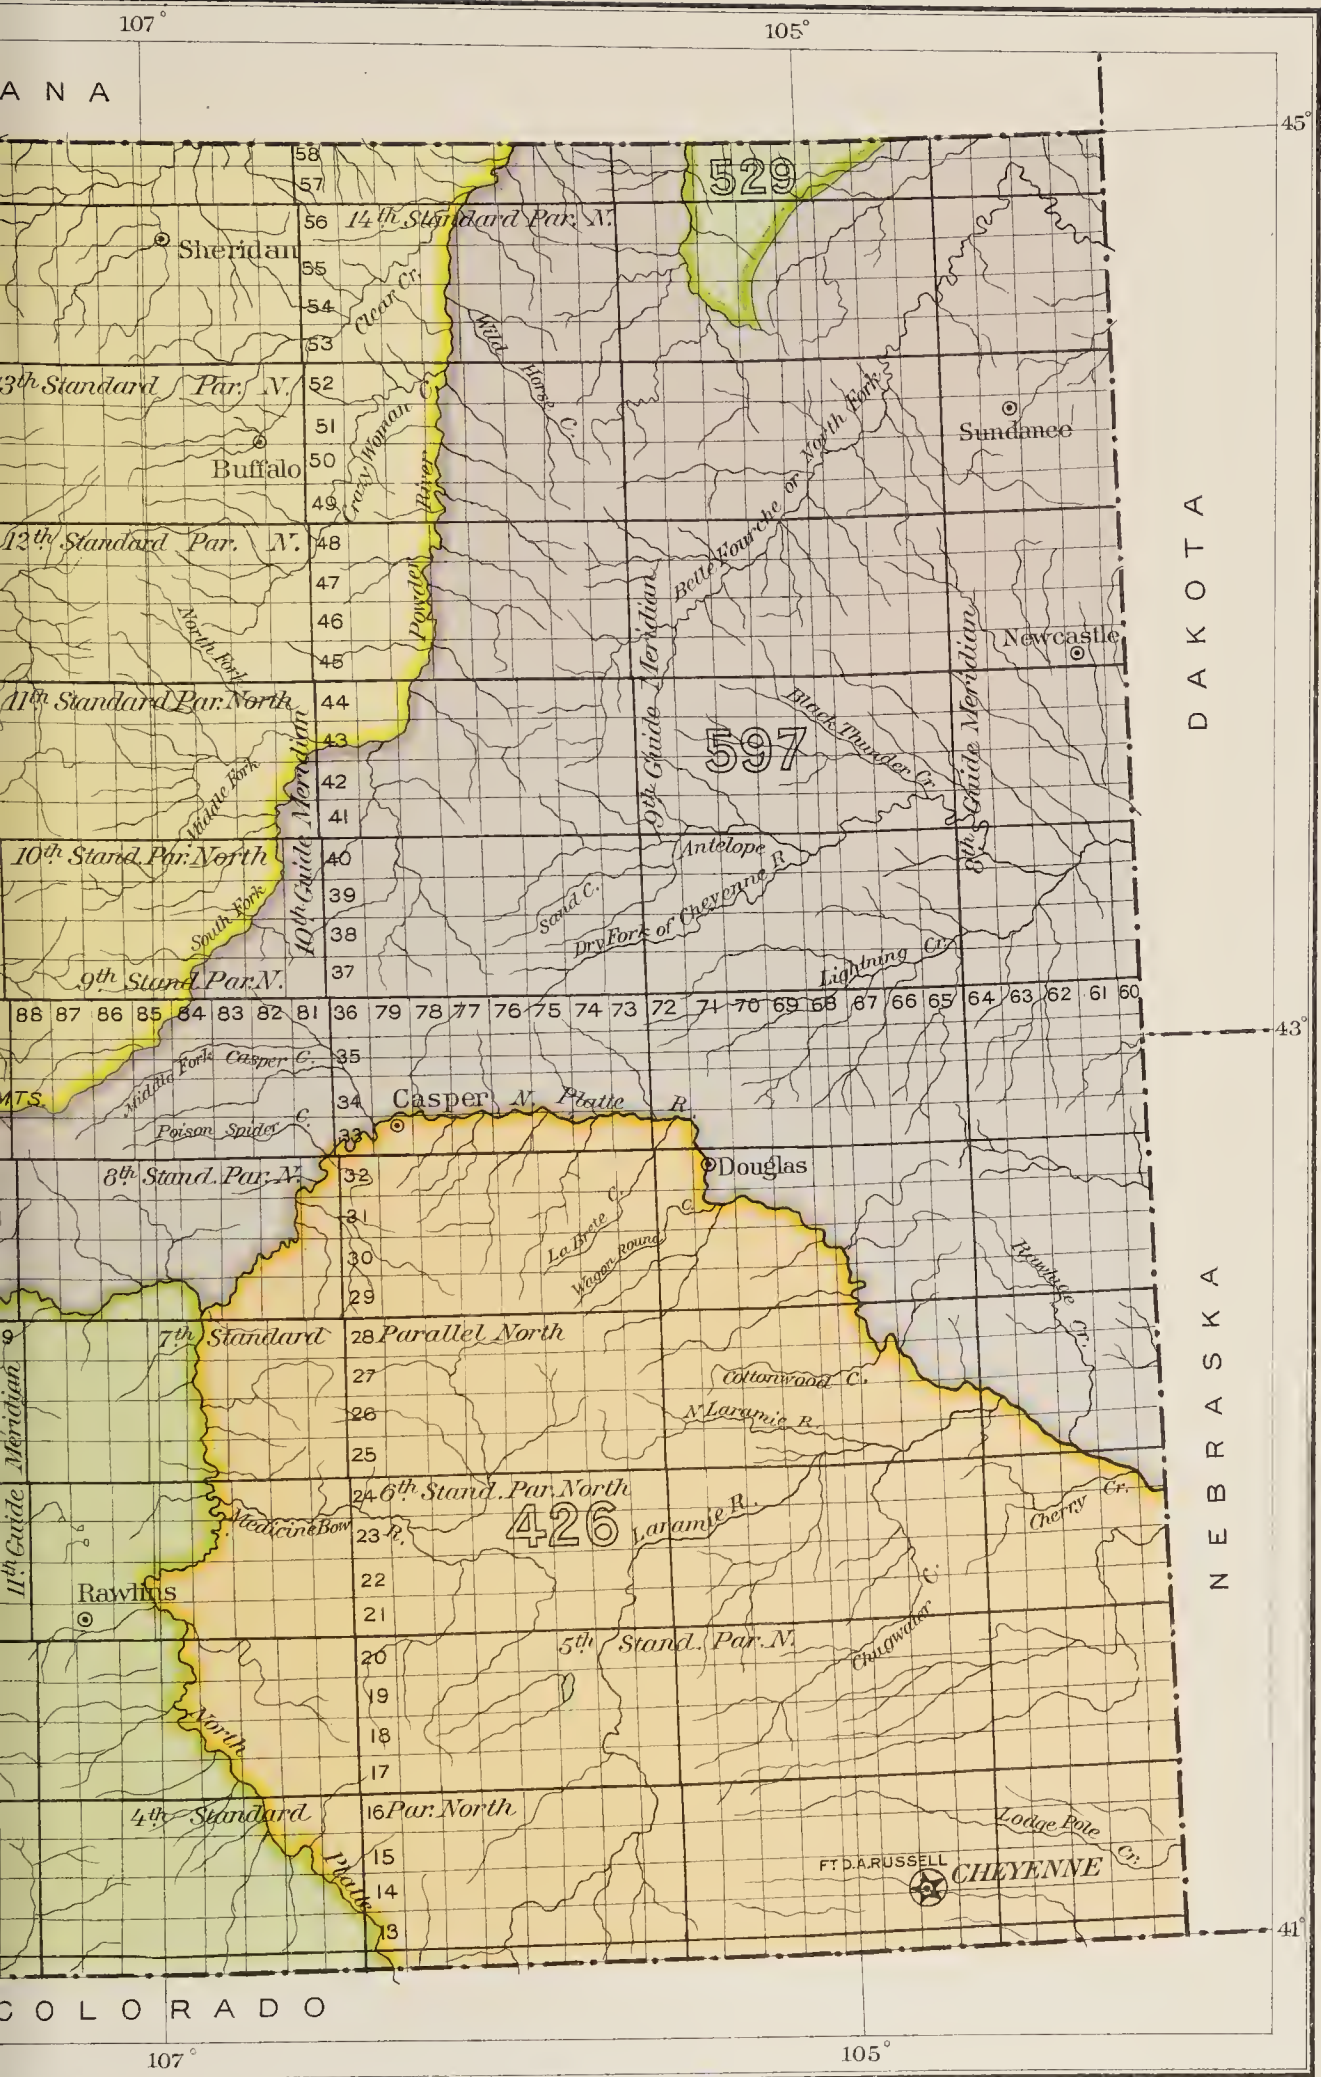 107°
105°
ANA
45°
58
529
57
56
14th Standard Par. N.
Sheridan
55
Clear Cr.
54
Wild Horse C.
53
3th Standard Par. N.
52
Crazy Woman C.
51
Sundance
Buffalo
50
Belle Fourche or North Fork
49
Powder River
12th Standard Par. N.
48
47
DAKOTA
North Fork
46
Newcastle
45
11th Standard Par. North
44
Black Thunder Cr.
43
597
9th Guide Meridian
8th Guide Meridian
Middle Fork
42
10th Guide Meridian
41
10th Stand. Par. North
40
Antelope
39
Sand C.
South Fork
38
Dry Fork of Cheyenne R
9th Stand. Par. N.
37
Lightning Cr.
88 87 86 85 84 83 82 81 36 79 78 77 76 75 74 73 72 71 70 69 68 67 66 65 64 63 62 61 60
43°
Middle Fork Casper C.
35
MTS.
34
Casper
N. Platte R.
Poison Spider C.
33
8th Stand. Par. N.
32
Douglas
31
La Brete C.
30
Wagon Round C.
Rawhide Cr.
29
NEBRASKA
9
7th Standard
28
Parallel North
27
Cottonwood C.
26
N Laramie R.
11th Guide Meridian
25
24
6th Stand. Par. North
Medicine Bow R.
23
426
Laramie R.
Cherry Cr.
22
Rawlins
21
Chugwater C.
20
5th Stand. Par. N.
19
18
North Platte
17
4th Standard
16
Par. North
Lodge Pole Cr.
15
FT. D.A. RUSSELL
CHEYENNE
14
13
41°
COLORADO
107°
105°